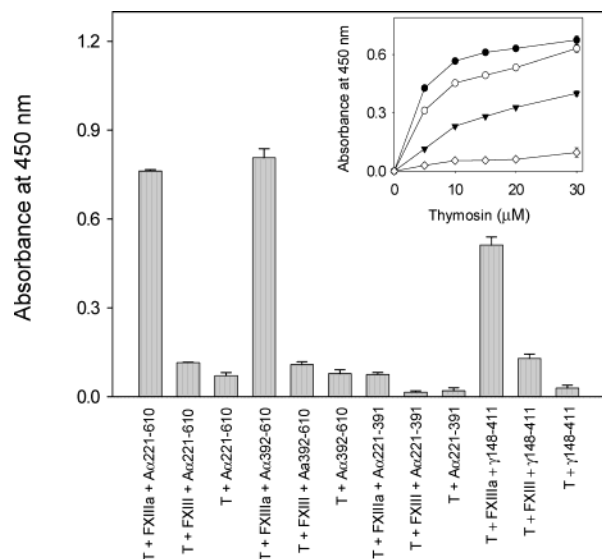 Absorbance at 450 nm
1.2
0.9
0.6
0.3
0.0
Absorbance at 450 nm
0.6
0.3
0.0
0 10 20 30
Thymosin (μM)
T + FXIIIa + Aα221-610
T + FXIII + Aα221-610
T + Aα221-610
T + FXIIIa + Aα392-610
T + FXIII + Aa392-610
T + Aα392-610
T + FXIIIa + Aα221-391
T + FXIII + Aα221-391
T + Aα221-391
T + FXIIIa + γ148-411
T + FXIII + γ148-411
T + γ148-411